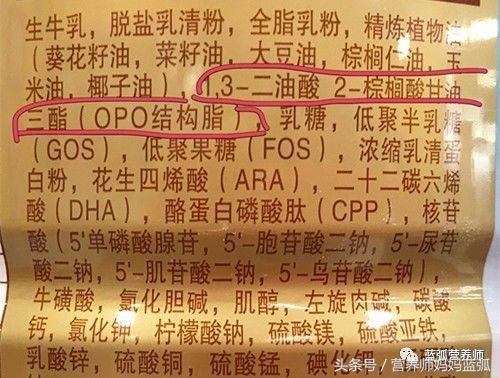 生牛乳，脱盐乳清粉，全脂乳粉，精炼植物油
（葵花籽油，菜籽油，大豆油，棕榈仁油，玉
米油，椰子油），1,3-二油酸 2-棕榈酸甘油
三酯（OPO结构脂），乳糖，低聚半乳糖
（GOS），低聚果糖（FOS），浓缩乳清蛋
白粉，花生四烯酸（ARA），二十二碳六烯
酸（DHA），酪蛋白磷酸肽（CPP），核苷
酸（5'单磷酸腺苷，5'-胞苷酸二钠，5'-尿苷
酸二钠，5'-肌苷酸二钠，5'-鸟苷酸二钠），
牛磺酸，氯化胆碱，肌醇，左旋肉碱，碳酸
钙，氯化钾，柠檬酸钠，硫酸镁，硫酸亚铁，
乳酸锌，硫酸铜，硫酸锰，碘化
蓝弧营养师
头条号 / 营养师妈妈蓝弧